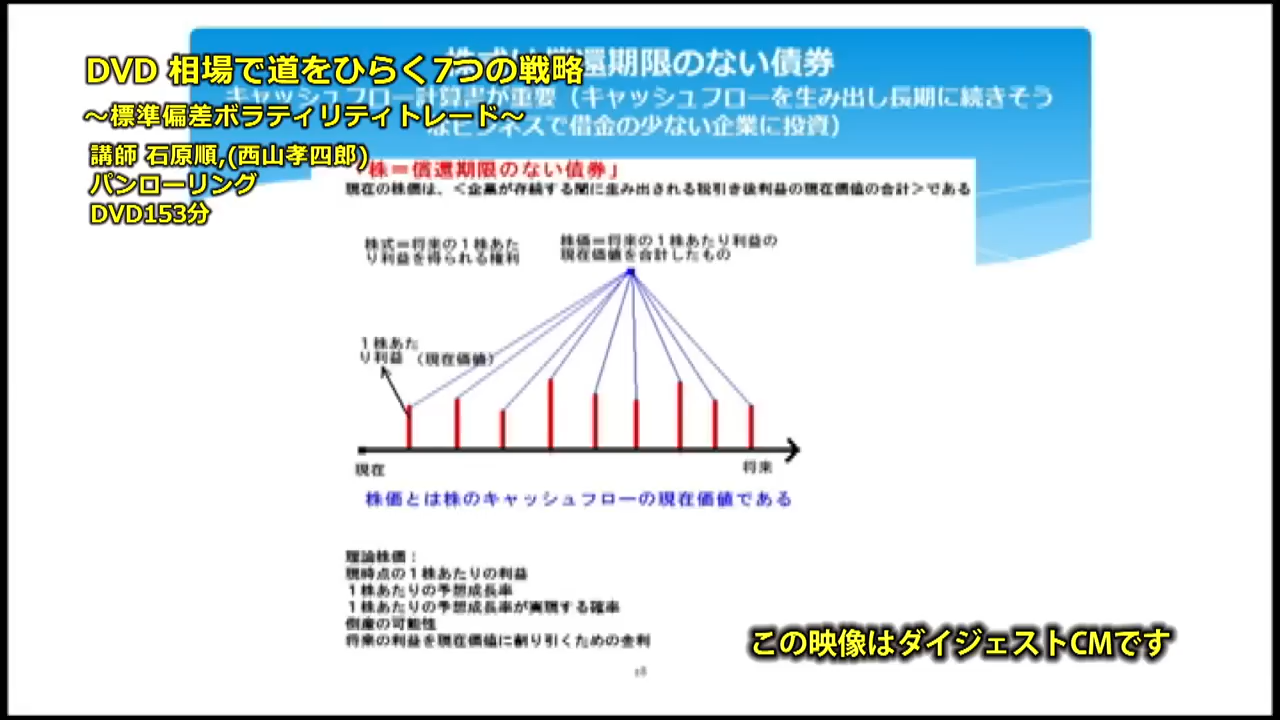 DVD 相場で道をひらく7つの戦略
～標準偏差ボラティリティトレード～
講師 石原順,(西山孝四郎)
パンローリング
DVD153分
還期限のない債券
キャッシュフロー計算書が重要（キャッシュフローを生み出し長期に続きそう
なビジネスで借金の少ない企業に投資）
株＝償還期限のない債券」
現在の株価は、＜企業が存続する間に生み出される税引き後利益の現在価値の合計＞である
株式＝将来の１株あた
り利益を得られる権利
株価＝将来の１株あたり利益の
現在価値を合計したもの
１株あた
り利益 （現在価値）
現在
将来
株価とは株のキャッシュフローの現在価値である
理論株価：
現時点の１株あたりの利益
１株あたりの予想成長率
１株あたりの予想成長率が実現する確率
倒産の可能性
将来の利益を現在価値に割り引くための金利
この映像はダイジェストCMです
18